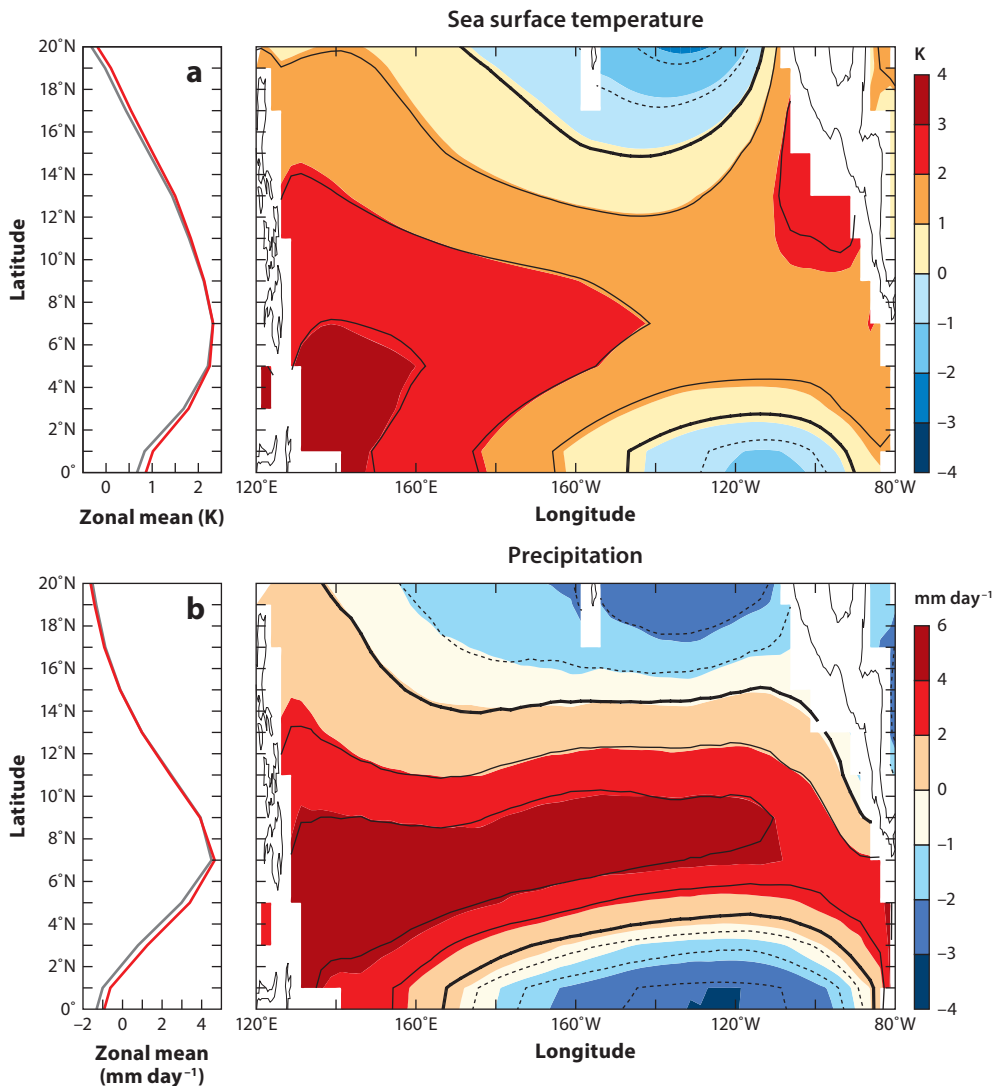 Sea surface temperature
a
K
20˚N
18˚N
16˚N
14˚N
12˚N
10˚N
8˚N
6˚N
4˚N
2˚N
0˚
Latitude
4
3
2
1
0
–1
–2
–3
–4
0 1 2
Zonal mean (K)
120˚E 160˚E 160˚W 120˚W 80˚W
Longitude
Precipitation
b
mm day⁻¹
20˚N
18˚N
16˚N
14˚N
12˚N
10˚N
8˚N
6˚N
4˚N
2˚N
0˚
Latitude
6
4
2
0
–1
–2
–3
–4
–2 0 2 4
Zonal mean
(mm day⁻¹)
120˚E 160˚E 160˚W 120˚W 80˚W
Longitude